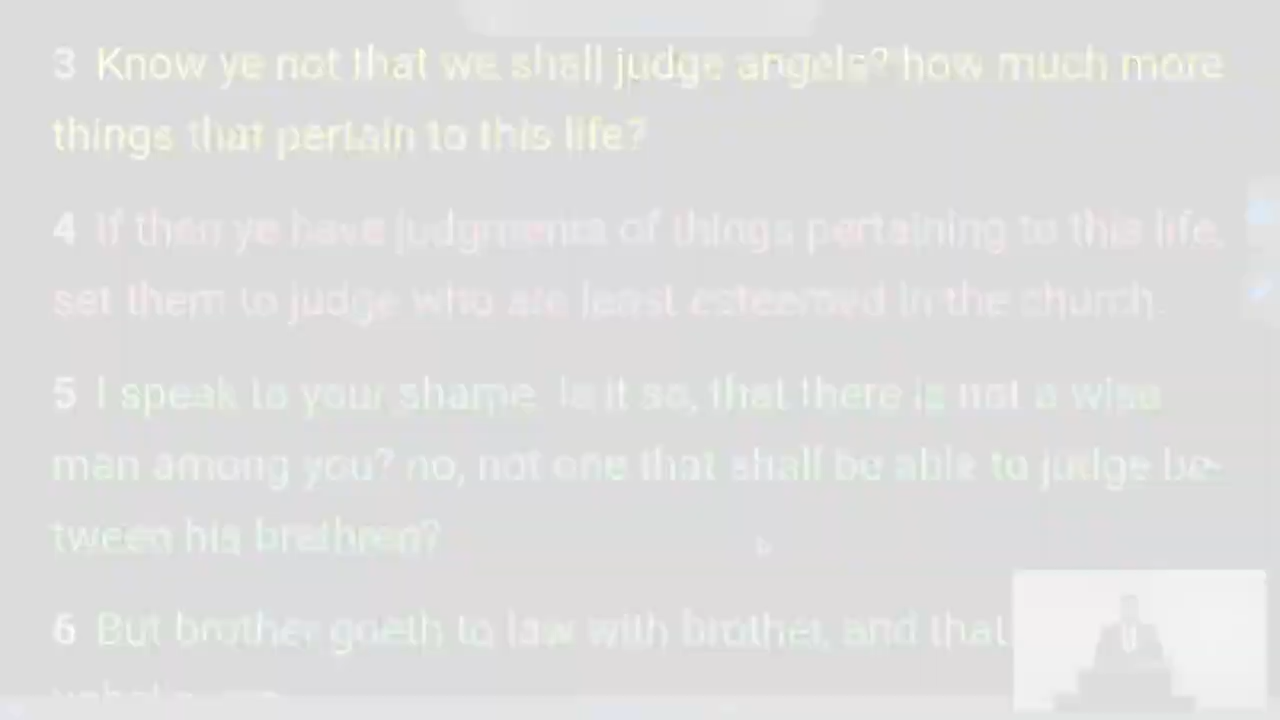 3 Know ye not that we shall judge angels? how much more
things that pertain to this life?
4 If then ye have judgments of things pertaining to this life,
set them to judge who are least esteemed in the church.
5 I speak to your shame. Is it so, that there is not a wise
man among you? no, not one that shall be able to judge be-
tween his brethren?
6 But brother goeth to law with brother, and that